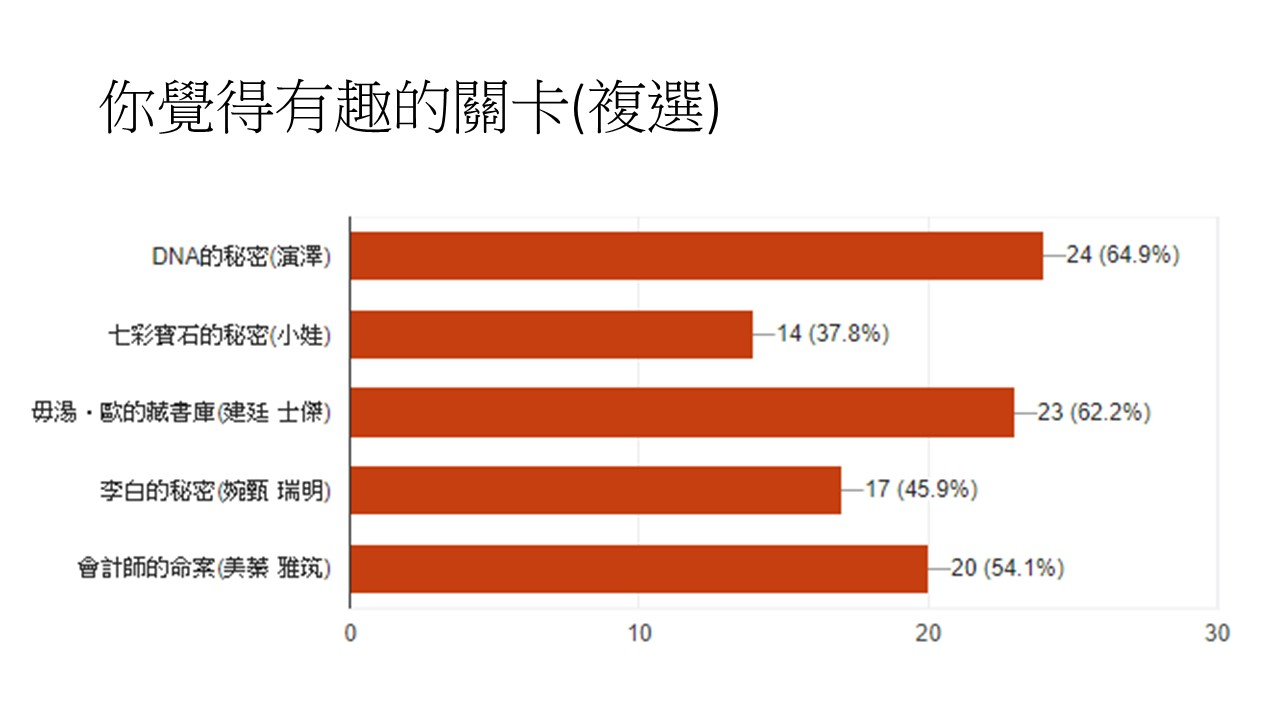 你覺得有趣的關卡(複選)
DNA的秘密(演澤)
24 (64.9%)
七彩寶石的秘密(小娃)
14 (37.8%)
毋湯・歐的藏書庫(建廷 士傑)
23 (62.2%)
李白的秘密(婉甄 瑞明)
17 (45.9%)
會計師的命案(美蓁 雅筑)
20 (54.1%)
0 10 20 30